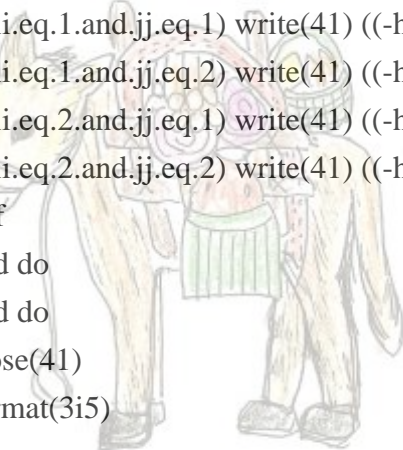 i.eq.1.and.jj.eq.1) write(41) ((-h
i.eq.1.and.jj.eq.2) write(41) ((-h
i.eq.2.and.jj.eq.1) write(41) ((-h
i.eq.2.and.jj.eq.2) write(41) ((-h
f
d do
d do
ose(41)
rmat(3i5)